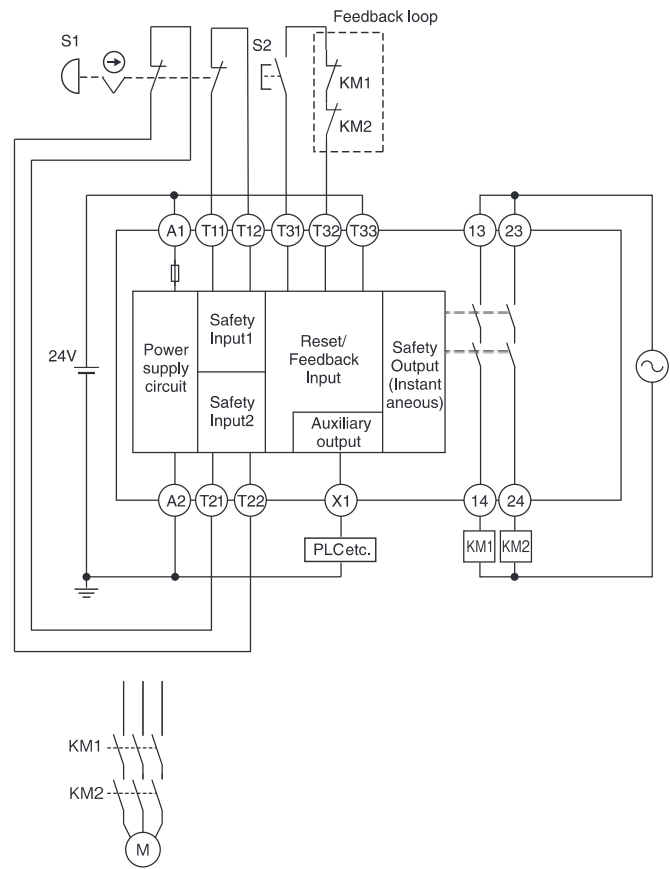 Feedback loop
S1
S2
KM1
KM2
A1
T11
T12
T31
T32
T33
13
23
24V
Power
supply
circuit
Safety
Input1
Safety
Input2
Reset/
Feedback
Input
Auxiliary
output
Safety
Output
(Instant
aneous)
A2
T21
T22
X1
14
24
PLC etc.
KM1
KM2
KM1
KM2
M